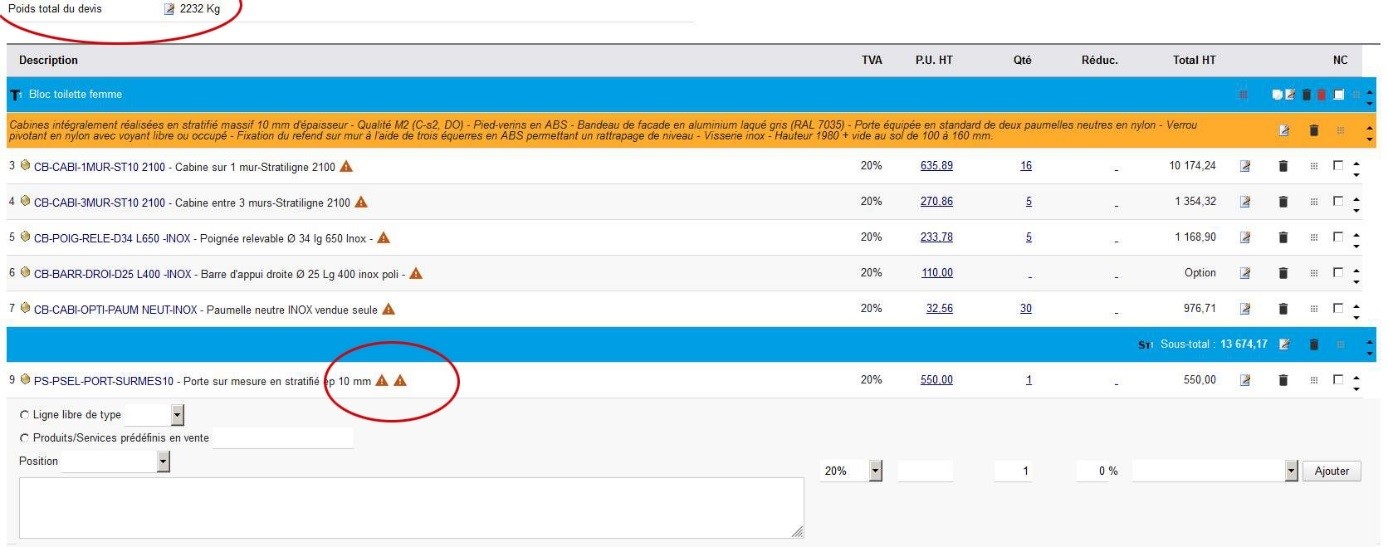 Poids total du devis 2232 Kg
Description TVA P.U. HT Qté Réduc. Total HT NC
Bloc toilette femme
Cabines intégralement réalisées en stratifié massif 10 mm d'épaisseur - Qualité M2 (C-s2, DO) - Pied-verins en ABS - Bandeau de facade en aluminium laqué gris (RAL 7035) - Porte équipée en standard de deux paumelles neutres en nylon - Verrou
pivotant en nylon avec voyant libre ou occupé - Fixation du refend sur mur à l'aide de trois équerres en ABS permettant un rattrapage de niveau - Visserie inox - Hauteur 1980 + vide au sol de 100 à 160 mm.
3 CB-CABI-1MUR-ST10 2100 - Cabine sur 1 mur-Stratiligne 2100 20% 635.89 16 - 10 174,24
4 CB-CABI-3MUR-ST10 2100 - Cabine entre 3 murs-Stratiligne 2100 20% 270.86 5 - 1 354,32
5 CB-POIG-RELE-D34 L650 -INOX - Poignée relevable Ø 34 lg 650 Inox - 20% 233.78 5 - 1 168,90
6 CB-BARR-DROI-D25 L400 -INOX - Barre d'appui droite Ø 25 Lg 400 inox poli - 20% 110.00 - - Option
7 CB-CABI-OPTI-PAUM NEUT-INOX - Paumelle neutre INOX vendue seule 20% 32,56 30 - 976,71
ST Sous-total : 13 674,17
9 PS-PSEL-PORT-SURMES10 - Porte sur mesure en stratifié ep 10 mm 20% 550.00 1 - 550,00
Ligne libre de type
Produits/Services prédéfinis en vente
Position
20% 1 0 % Ajouter